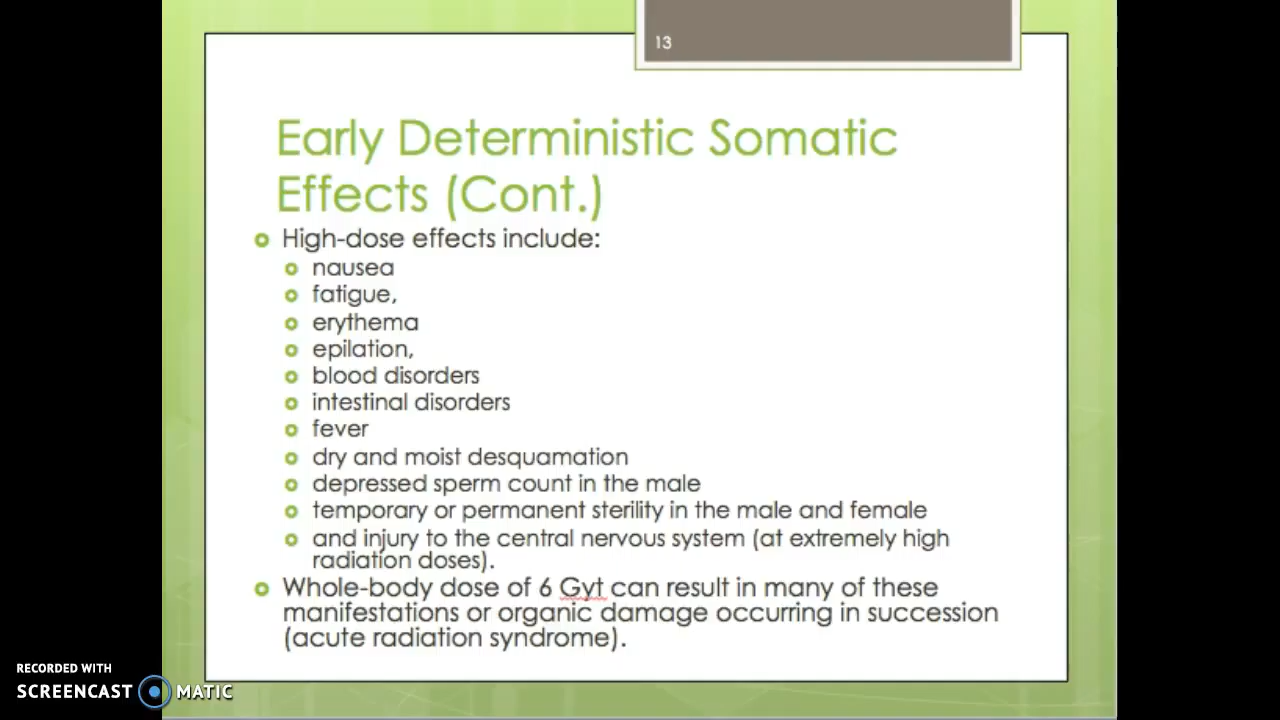 13
Early Deterministic Somatic
Effects (Cont.)
High-dose effects include:
nausea
fatigue,
erythema
epilation,
blood disorders
intestinal disorders
fever
dry and moist desquamation
depressed sperm count in the male
temporary or permanent sterility in the male and female
and injury to the central nervous system (at extremely high
radiation doses).
Whole-body dose of 6 Gyt can result in many of these
manifestations or organic damage occurring in succession
(acute radiation syndrome).
RECORDED WITH
SCREENCAST MATIC